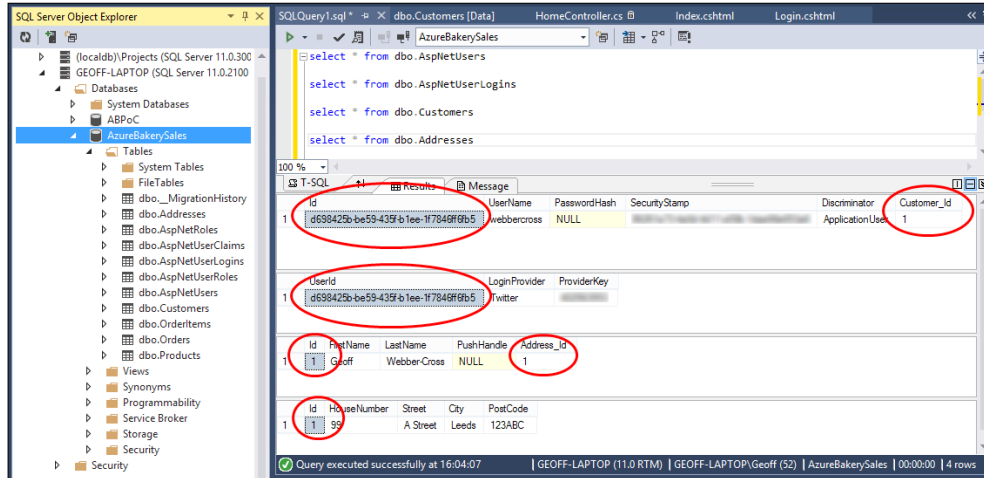 SQL Server Object Explorer
(localdb)\Projects (SQL Server 11.0.300
GEOFF-LAPTOP (SQL Server 11.0.2100
Databases
System Databases
ABPoC
AzureBakerySales
Tables
System Tables
FileTables
dbo.__MigrationHistory
dbo.Addresses
dbo.AspNetRoles
dbo.AspNetUserClaims
dbo.AspNetUserLogins
dbo.AspNetUserRoles
dbo.AspNetUsers
dbo.Customers
dbo.OrderItems
dbo.Orders
dbo.Products
Views
Synonyms
Programmability
Service Broker
Storage
Security
Security
SQLQuery1.sql* dbo.Customers [Data] HomeController.cs Index.cshtml Login.cshtml
AzureBakerySales
select * from dbo.AspNetUsers
select * from dbo.AspNetUserLogins
select * from dbo.Customers
select * from dbo.Addresses
100 %
T-SQL Results Message
Id UserName PasswordHash SecurityStamp Discriminator Customer_Id
1 d698425b-be59-435f-b1ee-1f7846ff6fb5 webbercross NULL ApplicationUser 1
UserId LoginProvider ProviderKey
1 d698425b-be59-435f-b1ee-1f7846ff6fb5 Twitter
Id FirstName LastName PushHandle Address_Id
1 1 Geoff Webber-Cross NULL 1
Id HouseNumber Street City PostCode
1 1 99 A Street Leeds 123ABC
Query executed successfully at 16:04:07 GEOFF-LAPTOP (11.0 RTM) GEOFF-LAPTOP\Geoff (52) AzureBakerySales 00:00:00 4 rows